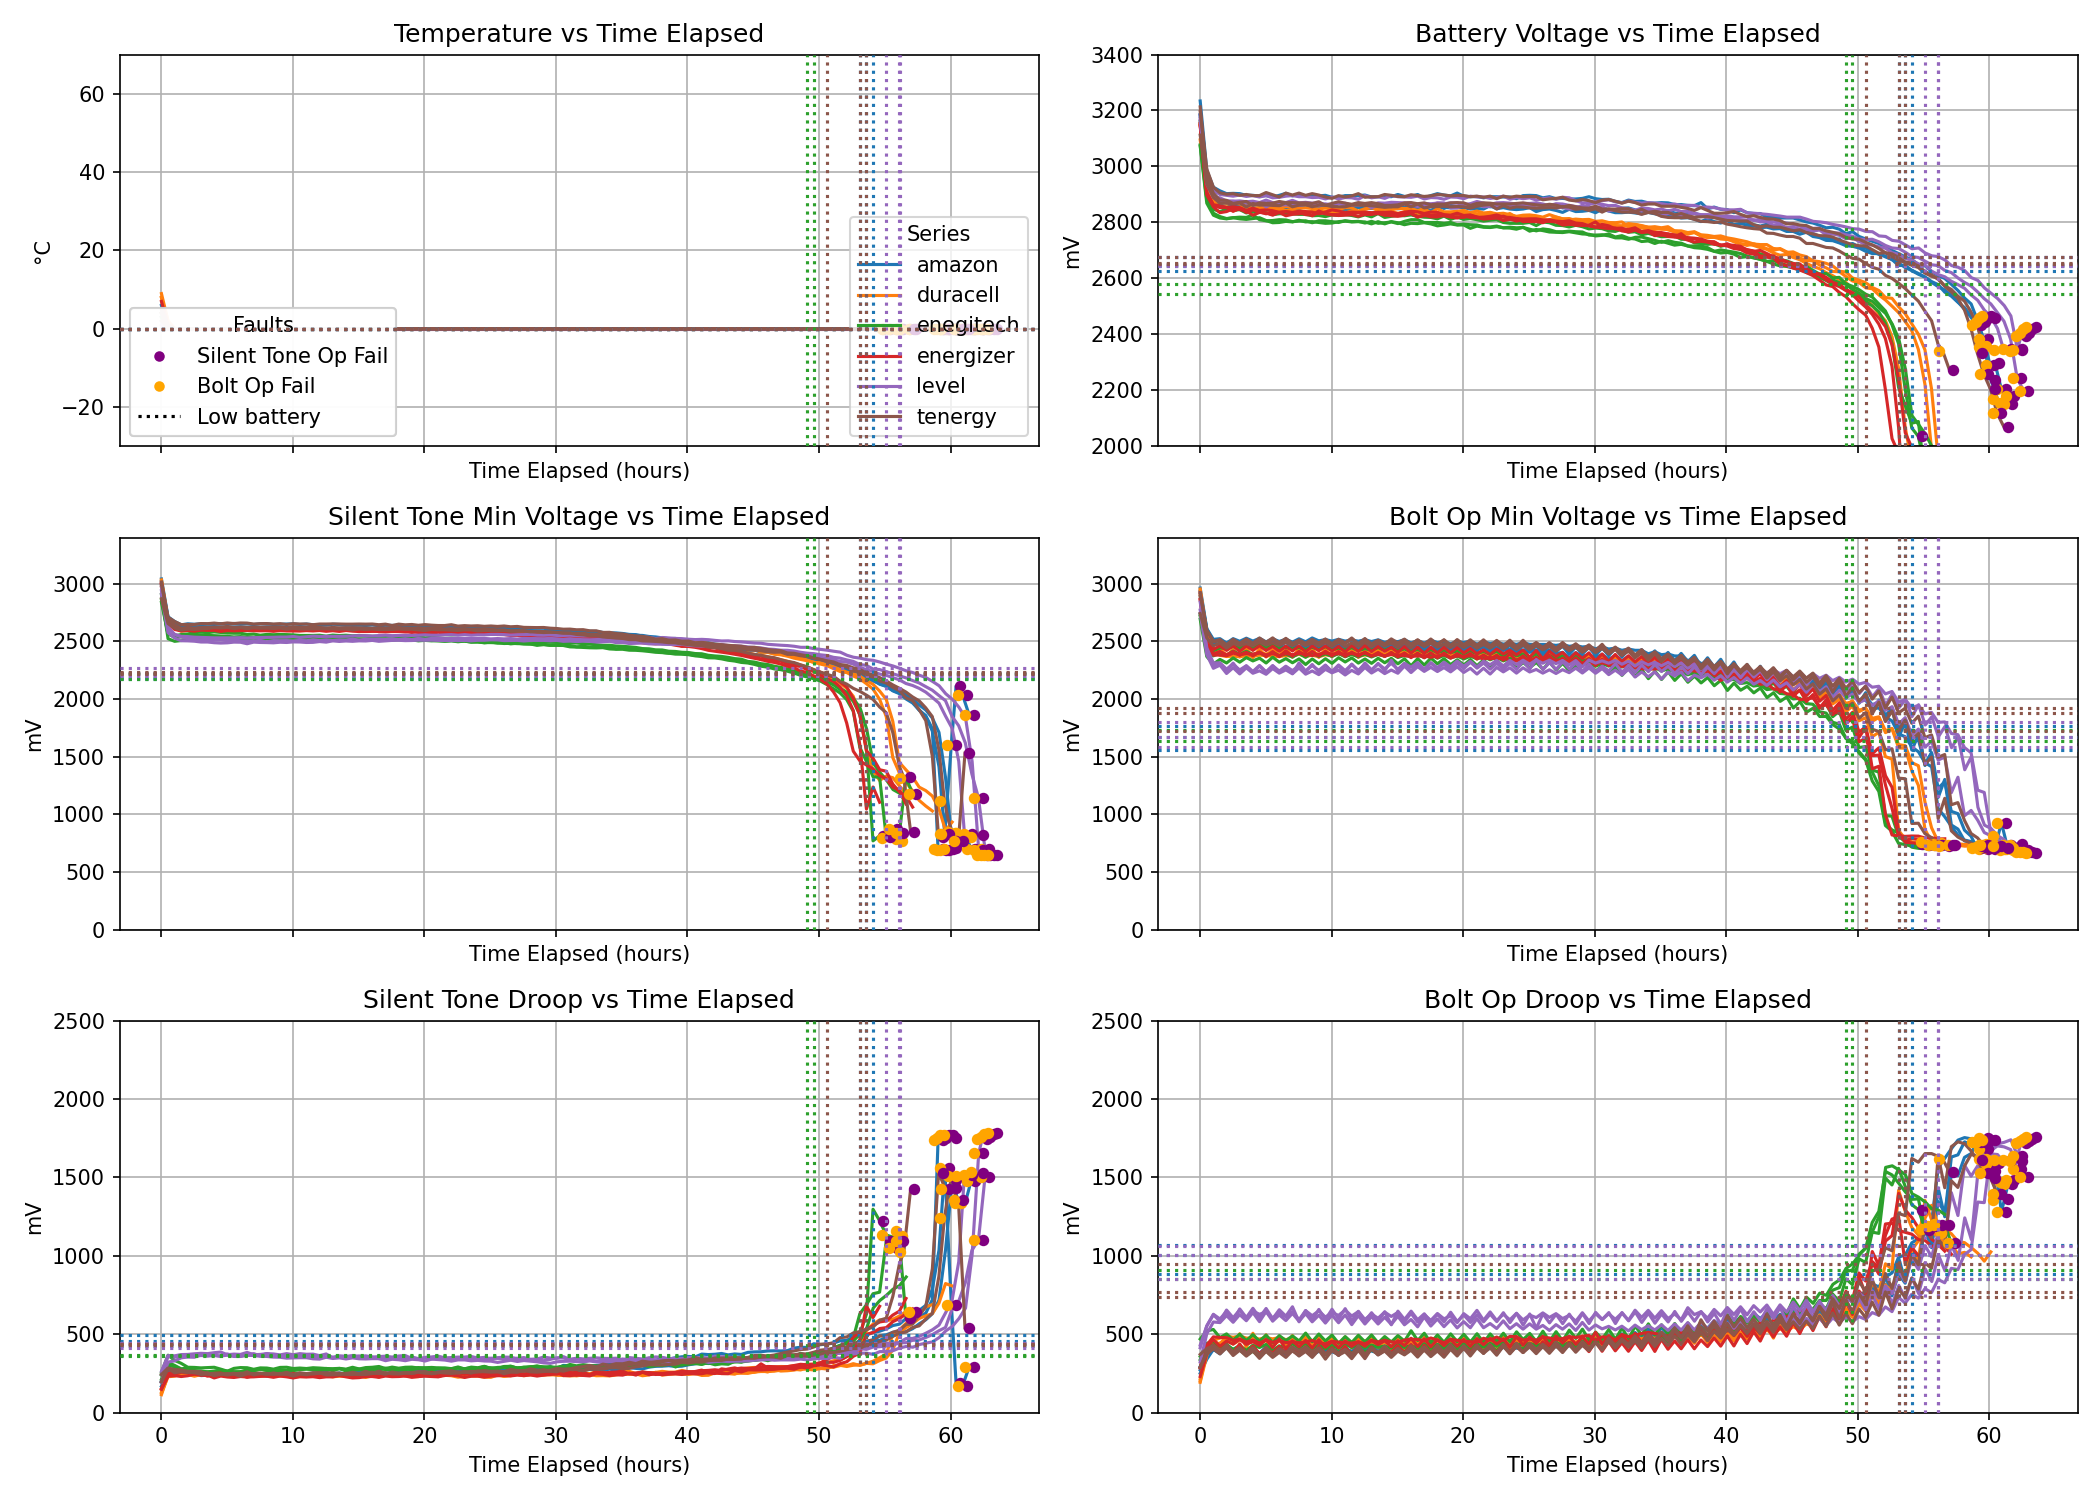 Temperature vs Time Elapsed
60
40
20
0
−20
°C
Series
amazon
duracell
enegitech
energizer
level
tenergy
Faults
Silent Tone Op Fail
Bolt Op Fail
Low battery
Time Elapsed (hours)
Battery Voltage vs Time Elapsed
3400
3200
3000
2800
2600
2400
2200
2000
mV
Time Elapsed (hours)
Silent Tone Min Voltage vs Time Elapsed
3000
2500
2000
1500
1000
500
0
mV
Time Elapsed (hours)
Bolt Op Min Voltage vs Time Elapsed
3000
2500
2000
1500
1000
500
0
mV
Time Elapsed (hours)
Silent Tone Droop vs Time Elapsed
2500
2000
1500
1000
500
0
mV
0 10 20 30 40 50 60
Time Elapsed (hours)
Bolt Op Droop vs Time Elapsed
2500
2000
1500
1000
500
0
mV
0 10 20 30 40 50 60
Time Elapsed (hours)